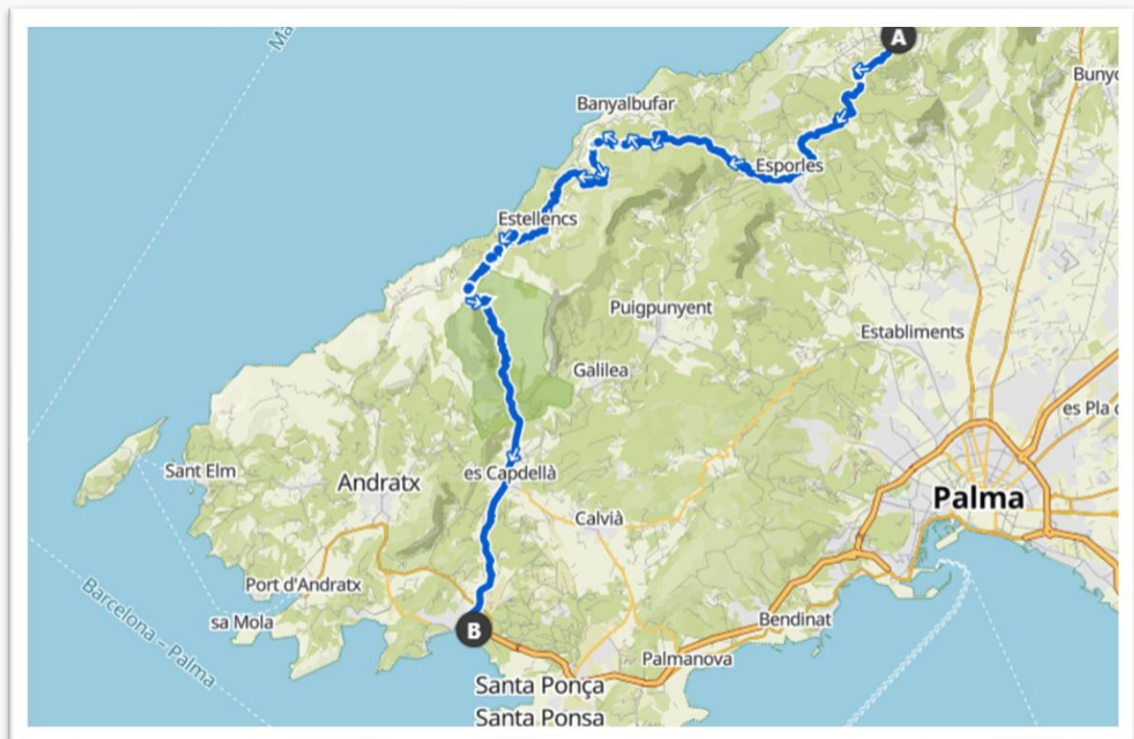 Ma
A
Bunyo
Banyalbufar
Esporles
Estellencs
Puigpunyent
Establiments
Galilea
es Pla d
Sant Elm
es Capdellà
Andratx
Palma
Calvià
Port d'Andratx
Barcelona – Palma
sa Mola
B
Bendinat
Palmanova
Santa Ponça
Santa Ponsa